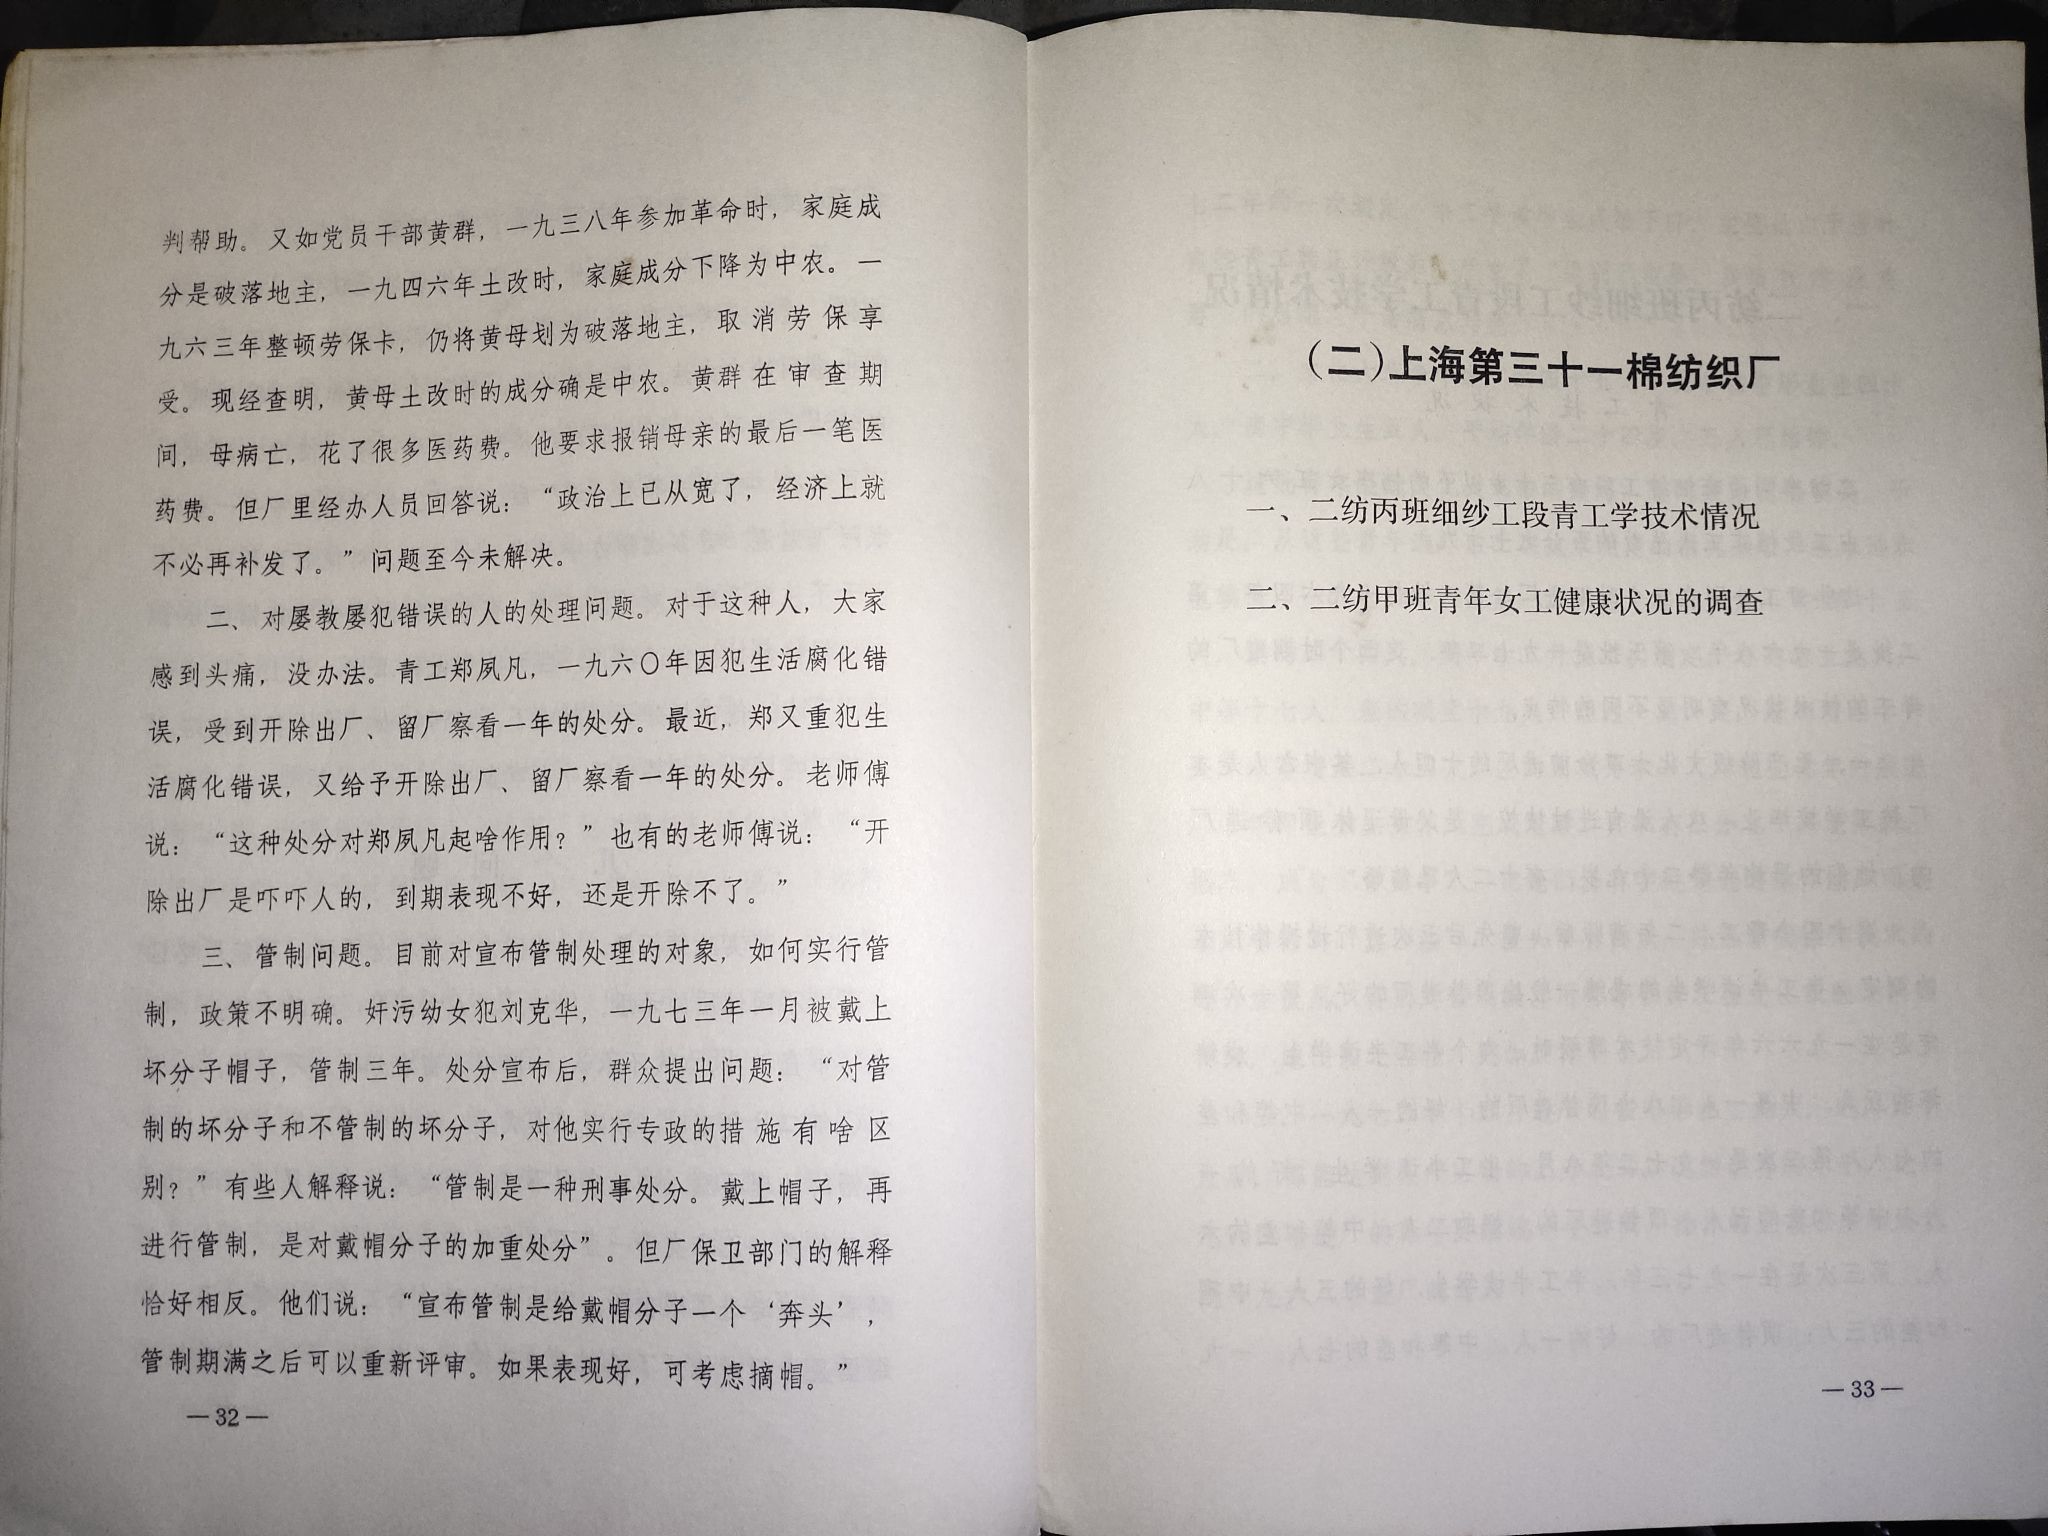 判帮助。又如党员干部黄群，一九三八年参加革命时，家庭成
分是破落地主，一九四六年土改时，家庭成分下降为中农。一
九六三年整顿劳保卡，仍将黄母划为破落地主，取消劳保享
受。现经查明，黄母土改时的成分确是中农。黄群在审查期
间，母病亡，花了很多医药费。他要求报销母亲的最后一笔医
药费。但厂里经办人员回答说：“政治上已从宽了，经济上就
不必再补发了。”问题至今未解决。
二、对屡教屡犯错误的人的处理问题。对于这种人，大家
感到头痛，没办法。青工郑夙凡，一九六〇年因犯生活腐化错
误，受到开除出厂、留厂察看一年的处分。最近，郑又重犯生
活腐化错误，又给予开除出厂、留厂察看一年的处分。老师傅
说：“这种处分对郑夙凡起啥作用？”也有的老师傅说：“开
除出厂是吓吓人的，到期表现不好，还是开除不了。”
三、管制问题。目前对宣布管制处理的对象，如何实行管
制，政策不明确。奸污幼女犯刘克华，一九七三年一月被戴上
坏分子帽子，管制三年。处分宣布后，群众提出问题：“对管
制的坏分子和不管制的坏分子，对他实行专政的措施有啥区
别？”有些人解释说：“管制是一种刑事处分。戴上帽子，再
进行管制，是对戴帽分子的加重处分”。但厂保卫部门的解释
恰好相反。他们说：“宣布管制是给戴帽分子一个‘奔头’，
管制期满之后可以重新评审。如果表现好，可考虑摘帽。”
—32—
（二）上海第三十一棉纺织厂
一、二纺丙班细纱工段青工学技术情况
二、二纺甲班青年女工健康状况的调查
—33—